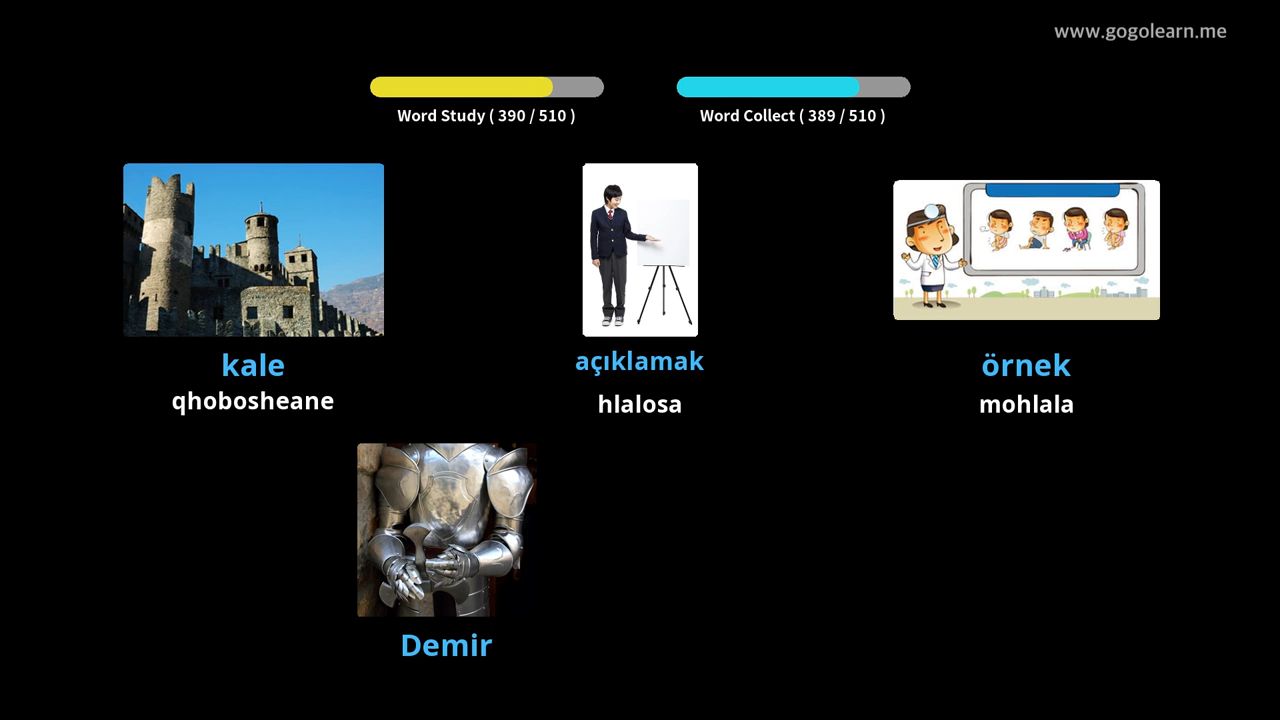 www.gogolearn.me
Word Study ( 390 / 510 )
Word Collect ( 389 / 510 )
kale
qhobosheane
açıklamak
hlalosa
örnek
mohlala
Demir